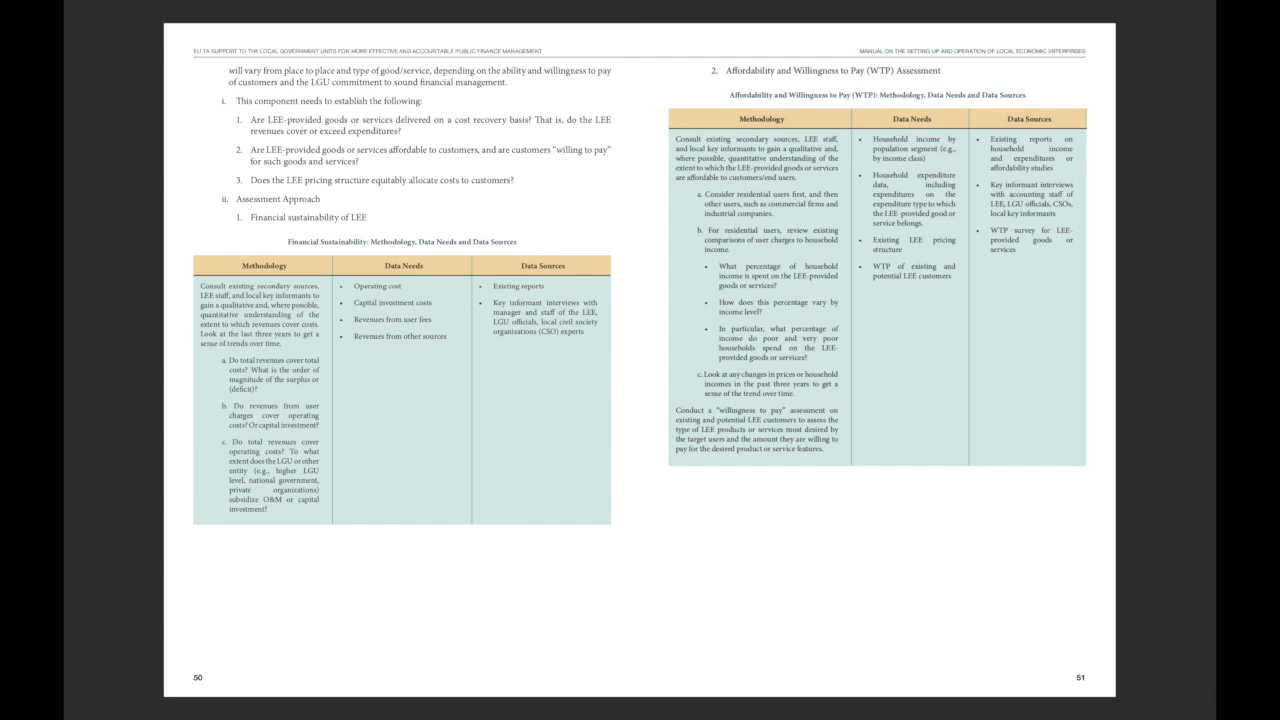 EU TA SUPPORT TO THE LOCAL GOVERNMENT UNITS FOR MORE EFFECTIVE AND ACCOUNTABLE PUBLIC FINANCE MANAGEMENT
will vary from place to place and type of good/service, depending on the ability and willingness to pay
of customers and the LGU commitment to sound financial management.
i. This component needs to establish the following:
1. Are LEE-provided goods or services delivered on a cost recovery basis? That is, do the LEE
revenues cover or exceed expenditures?
2. Are LEE-provided goods or services affordable to customers, and are customers “willing to pay”
for such goods and services?
3. Does the LEE pricing structure equitably allocate costs to customers?
ii. Assessment Approach
1. Financial sustainability of LEE
Financial Sustainability: Methodology, Data Needs and Data Sources
Methodology
Consult existing secondary sources,
LEE staff, and local key informants to
gain a qualitative and, where possible,
quantitative understanding of the
extent to which revenues cover costs.
Look at the last three years to get a
sense of trends over time.
a. Do total revenues cover total
costs? What is the order of
magnitude of the surplus or
(deficit)?
b. Do revenues from user
charges cover operating
costs? Or capital investment?
c. Do total revenues cover
operating costs? To what
extent does the LGU or other
entity (e.g., higher LGU
level, national government,
private organizations)
subsidize O&M or capital
investment?
Data Needs
• Operating cost
• Capital investment costs
• Revenues from user fees
• Revenues from other sources
Data Sources
• Existing reports
• Key informant interviews with
manager and staff of the LEE,
LGU officials, local civil society
organizations (CSO) experts
50
MANUAL ON THE SETTING UP AND OPERATION OF LOCAL ECONOMIC ENTERPIRSES
2. Affordability and Willingness to Pay (WTP) Assessment
Affordability and Willingness to Pay (WTP): Methodology, Data Needs and Data Sources
Methodology
Consult existing secondary sources, LEE staff,
and local key informants to gain a qualitative and,
where possible, quantitative understanding of the
extent to which the LEE-provided goods or services
are affordable to customers/end users.
a. Consider residential users first, and then
other users, such as commercial firms and
industrial companies.
b. For residential users, review existing
comparisons of user charges to household
income.
• What percentage of household
income is spent on the LEE-provided
goods or services?
• How does this percentage vary by
income level?
• In particular, what percentage of
income do poor and very poor
households spend on the LEE-
provided goods or services?
c. Look at any changes in prices or household
incomes in the past three years to get a
sense of the trend over time.
Conduct a “willingness to pay” assessment on
existing and potential LEE customers to assess the
type of LEE products or services most desired by
the target users and the amount they are willing to
pay for the desired product or service features.
Data Needs
• Household income by
population segment (e.g.,
by income class)
• Household expenditure
data, including
expenditures on the
expenditure type to which
the LEE-provided good or
service belongs.
• Existing LEE pricing
structure
• WTP of existing and
potential LEE customers
Data Sources
• Existing reports on
household income
and expenditures or
affordability studies
• Key informant interviews
with accounting staff of
LEE, LGU officials, CSOs,
local key informants
• WTP survey for LEE-
provided goods or
services
51